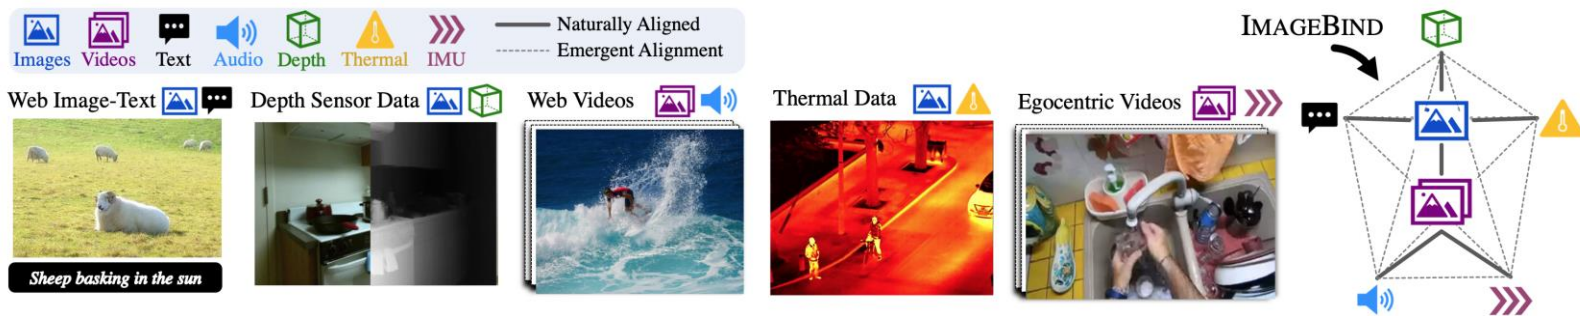 Images Videos Text Audio Depth Thermal IMU
Naturally Aligned
Emergent Alignment
IMAGEBIND
Web Image-Text
Depth Sensor Data
Web Videos
Thermal Data
Egocentric Videos
Sheep basking in the sun